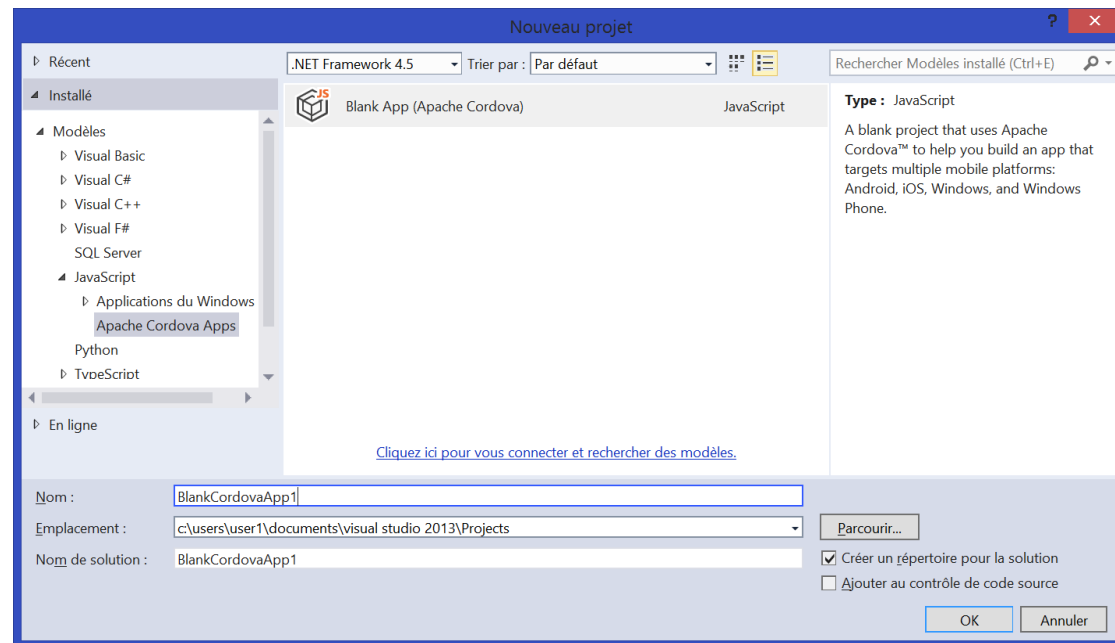 Nouveau projet
?
Récent
Installé
Modèles
Visual Basic
Visual C#
Visual C++
Visual F#
SQL Server
JavaScript
Applications du Windows
Apache Cordova Apps
Python
TypeScript
En ligne
.NET Framework 4.5 Trier par : Par défaut
JS Blank App (Apache Cordova) JavaScript
Cliquez ici pour vous connecter et rechercher des modèles.
Rechercher Modèles installé (Ctrl+E)
Type : JavaScript
A blank project that uses Apache
Cordova™ to help you build an app that
targets multiple mobile platforms:
Android, iOS, Windows, and Windows
Phone.
Nom : BlankCordovaApp1
Emplacement : c:\users\user1\documents\visual studio 2013\Projects Parcourir...
Nom de solution : BlankCordovaApp1
Créer un répertoire pour la solution
Ajouter au contrôle de code source
OK Annuler